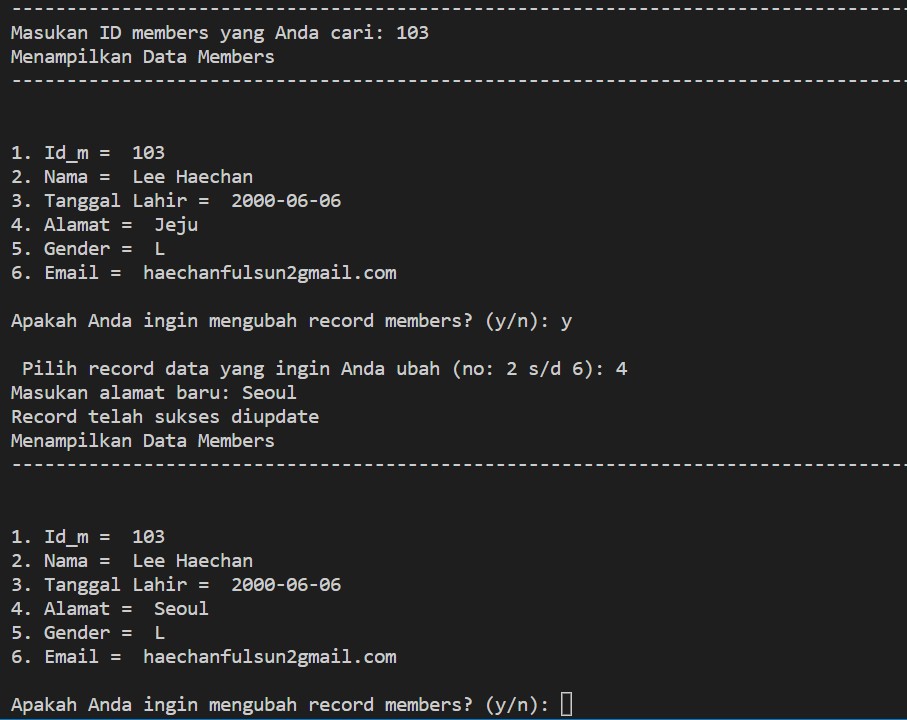 --------------------------------------------------------------------------------
Masukan ID members yang Anda cari: 103
Menampilkan Data Members
--------------------------------------------------------------------------------
1. Id_m =  103
2. Nama =  Lee Haechan
3. Tanggal Lahir =  2000-06-06
4. Alamat =  Jeju
5. Gender =  L
6. Email =  haechanfulsun2gmail.com
Apakah Anda ingin mengubah record members? (y/n): y
 Pilih record data yang ingin Anda ubah (no: 2 s/d 6): 4
Masukan alamat baru: Seoul
Record telah sukses diupdate
Menampilkan Data Members
--------------------------------------------------------------------------------
1. Id_m =  103
2. Nama =  Lee Haechan
3. Tanggal Lahir =  2000-06-06
4. Alamat =  Seoul
5. Gender =  L
6. Email =  haechanfulsun2gmail.com
Apakah Anda ingin mengubah record members? (y/n):